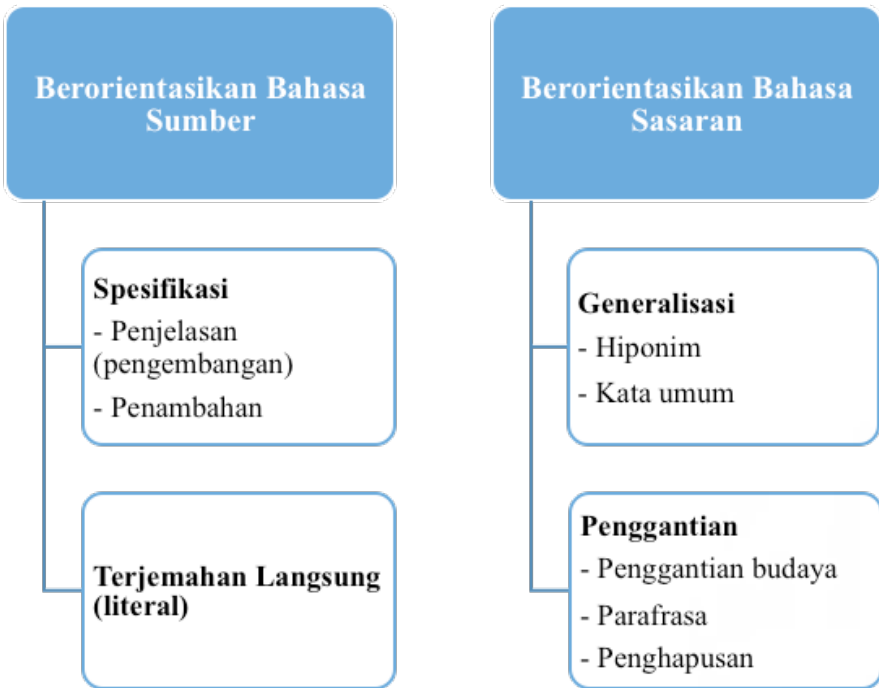 Berorientasikan Bahasa
Sumber
Spesifikasi
- Penjelasan
(pengembangan)
- Penambahan
Terjemahan Langsung
(literal)
Berorientasikan Bahasa
Sasaran
Generalisasi
- Hiponim
- Kata umum
Penggantian
- Penggantian budaya
- Parafrasa
- Penghapusan